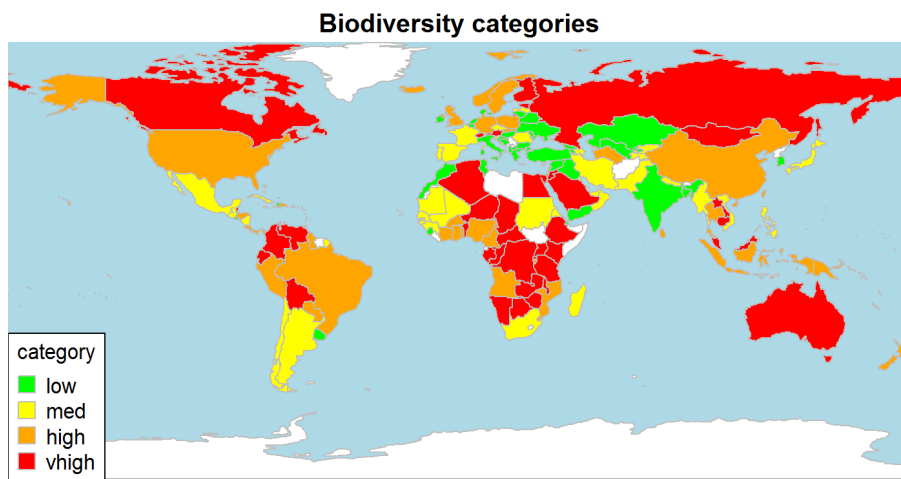 Biodiversity categories
category
low
med
high
vhigh